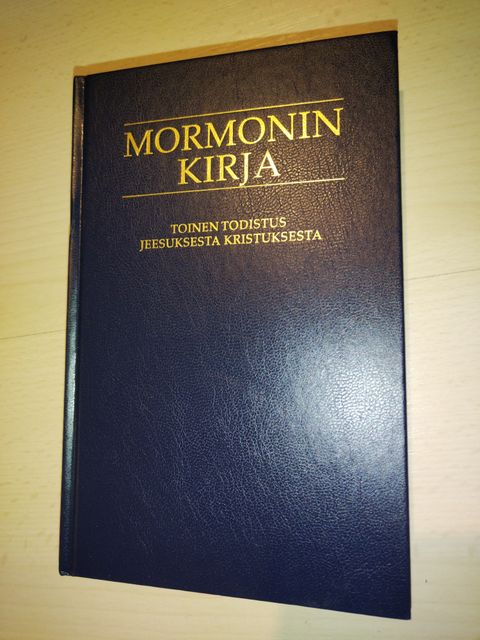 MORMONIN
KIRJA
TOINEN TODISTUS
JEESUKSESTA KRISTUKSESTA